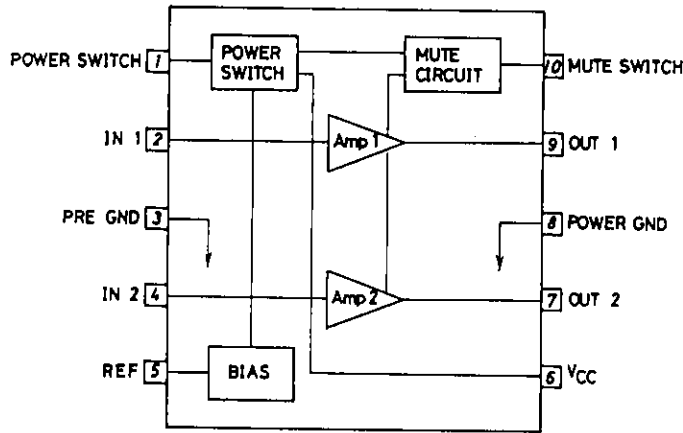 POWER SWITCH 1
POWER
SWITCH
MUTE
CIRCUIT
10 MUTE SWITCH
IN 1 2
Amp 1
9 OUT 1
PRE GND 3
8 POWER GND
IN 2 4
Amp 2
7 OUT 2
REF 5
BIAS
6 VCC